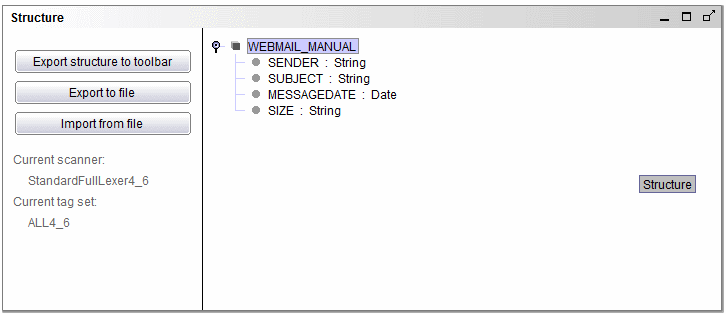 Structure
Export structure to toolbar
Export to file
Import from file
Current scanner:
StandardFullLexer4_6
Current tag set:
ALL4_6
WEBMAIL_MANUAL
SENDER : String
SUBJECT : String
MESSAGEDATE : Date
SIZE : String
Structure